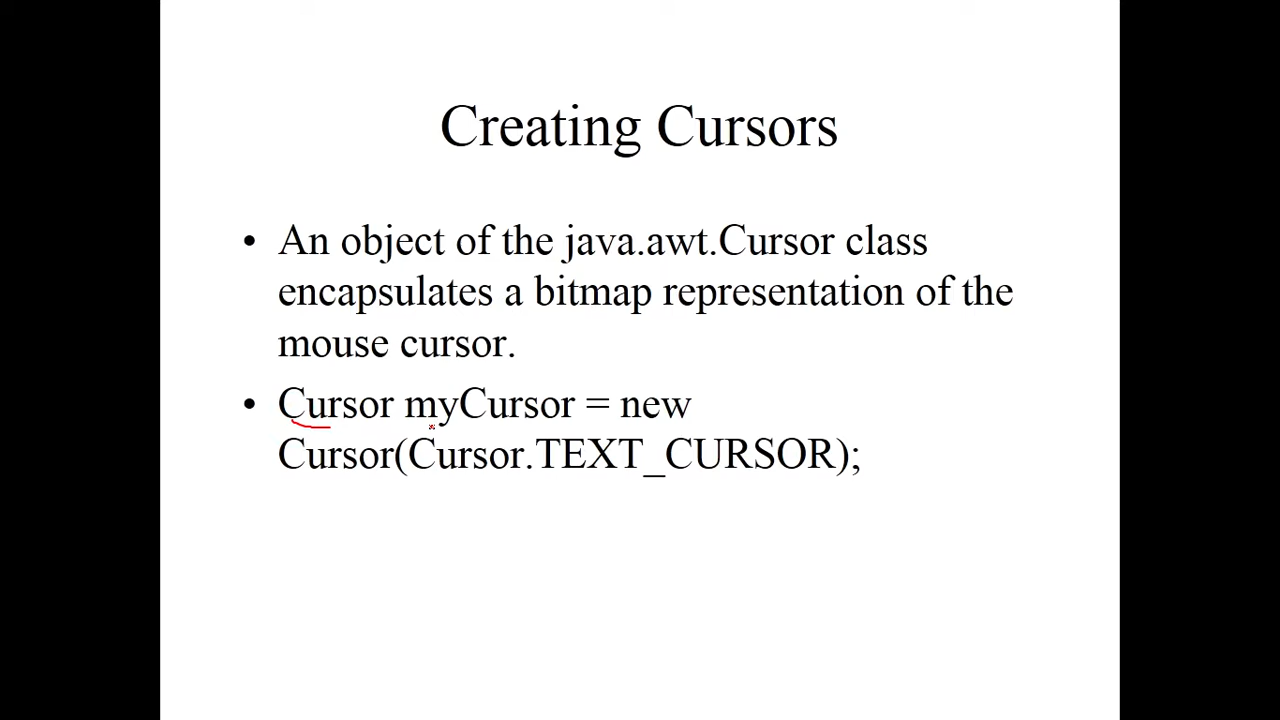 Creating Cursors
• An object of the java.awt.Cursor class
encapsulates a bitmap representation of the
mouse cursor.
• Cursor myCursor = new
Cursor(Cursor.TEXT_CURSOR);